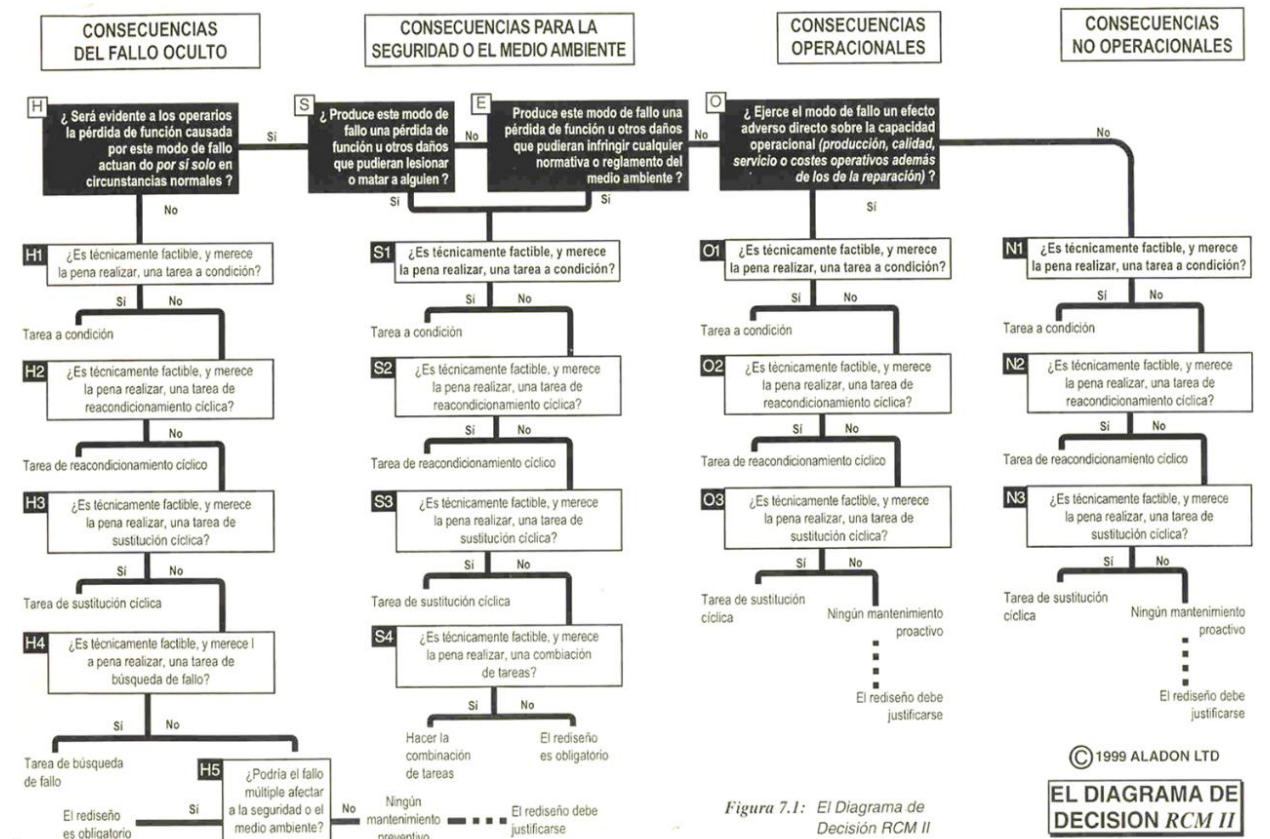 CONSECUENCIAS
DEL FALLO OCULTO
CONSECUENCIAS PARA LA
SEGURIDAD O EL MEDIO AMBIENTE
CONSECUENCIAS
OPERACIONALES
CONSECUENCIAS
NO OPERACIONALES
H
¿ Será evidente a los operarios
la pérdida de función causada
por este modo de fallo
actuan do por sí solo en
circunstancias normales ?
Sí
No
S
¿ Produce este modo de
fallo una pérdida de
función u otros daños
que pudieran lesionar
o matar a alguien ?
No
Sí
E
Produce este modo de fallo una
pérdida de función u otros daños
que pudieran infringir cualquier
normativa o reglamento del
medio ambiente ?
No
Sí
O
¿ Ejerce el modo de fallo un efecto
adverso directo sobre la capacidad
operacional (producción, calidad,
servicio o costes operativos además
de los de la reparación) ?
No
Sí
H1
¿Es técnicamente factible, y merece
la pena realizar, una tarea a condición?
Sí No
Tarea a condición
H2
¿Es técnicamente factible, y merece
la pena realizar, una tarea de
reacondicionamiento cíclica?
No
Tarea de reacondicionamiento cíclico
H3
¿Es técnicamente factible, y merece
la pena realizar, una tarea de
sustitución cíclica?
Sí No
Tarea de sustitución cíclica
H4
¿Es técnicamente factible, y merece l
a pena realizar, una tarea de
búsqueda de fallo?
Sí No
Tarea de búsqueda
de fallo
H5
¿Podría el fallo
múltiple afectar
a la seguridad o el
medio ambiente?
Sí
El rediseño
es obligatorio
No
Ningún
mantenimiento
preventivo
El rediseño debe
justificarse
S1
¿Es técnicamente factible, y merece
la pena realizar, una tarea a condición?
Sí No
Tarea a condición
S2
¿Es técnicamente factible, y merece
la pena realizar, una tarea de
reacondicionamiento cíclica?
Sí No
Tarea de reacondicionamiento cíclico
S3
¿Es técnicamente factible, y merece
la pena realizar, una tarea de
sustitución cíclica?
Sí No
Tarea de sustitución cíclica
S4
¿Es técnicamente factible, y merece
la pena realizar, una combiación
de tareas?
Sí No
Hacer la
combinación
de tareas
El rediseño
es obligatorio
O1
¿Es técnicamente factible, y merece
la pena realizar, una tarea a condición?
Sí No
Tarea a condición
O2
¿Es técnicamente factible, y merece
la pena realizar, una tarea de
reacondicionamiento cíclica?
Sí No
Tarea de reacondicionamiento cíclico
O3
¿Es técnicamente factible, y merece
la pena realizar, una tarea de
sustitución cíclica?
Sí No
Tarea de sustitución
cíclica
Ningún mantenimiento
proactivo
El rediseño debe
justificarse
N1
¿Es técnicamente factible, y merece
la pena realizar, una tarea a condición?
Sí No
Tarea a condición
N2
¿Es técnicamente factible, y merece
la pena realizar, una tarea de
reacondicionamiento cíclica?
Sí No
Tarea de reacondicionamiento cíclico
N3
¿Es técnicamente factible, y merece
la pena realizar, una tarea de
sustitución cíclica?
Sí No
Tarea de sustitución
cíclica
Ningún mantenimiento
proactivo
El rediseño debe
justificarse
© 1999 ALADON LTD
Figura 7.1: El Diagrama de
Decisión RCM II
EL DIAGRAMA DE
DECISION RCM II